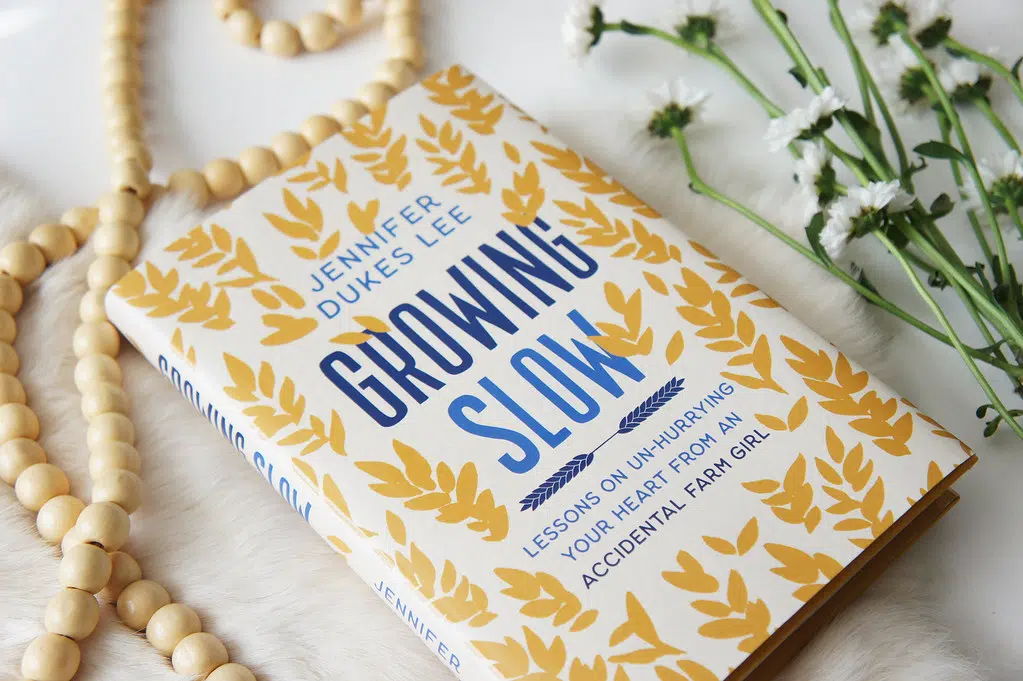 JENNIFER
DUKES LEE
GROWING
SLOW
LESSONS ON UN-HURRYING
YOUR HEART FROM AN
ACCIDENTAL FARM GIRL
GROWING SLOW
JENNIFER